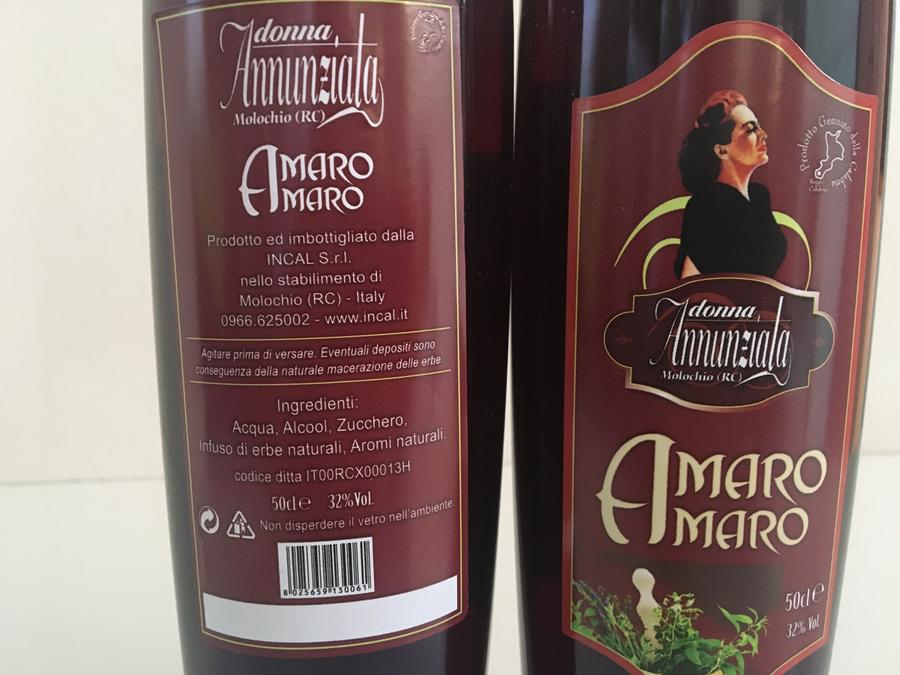 donna
Annunziata
Molochio (RC)
AMARO
AMARO
Prodotto ed imbottigliato dalla
INCAL S.r.l.
nello stabilimento di
Molochio (RC) - Italy
0966.625002 - www.incal.it
Agitare prima di versare. Eventuali depositi sono
conseguenza della naturale macerazione delle erbe.
Ingredienti:
Acqua, Alcool, Zucchero,
Infuso di erbe naturali, Aromi naturali.
codice ditta IT00RCX00013H
50cl e 32% Vol.
Non disperdere il vetro nell'ambiente
8 025659 130061
Prodotto Genuino della Calabria
Reggio
Calabria
donna
Annunziata
Molochio (RC)
AMARO
AMARO
50cl e
32% Vol.